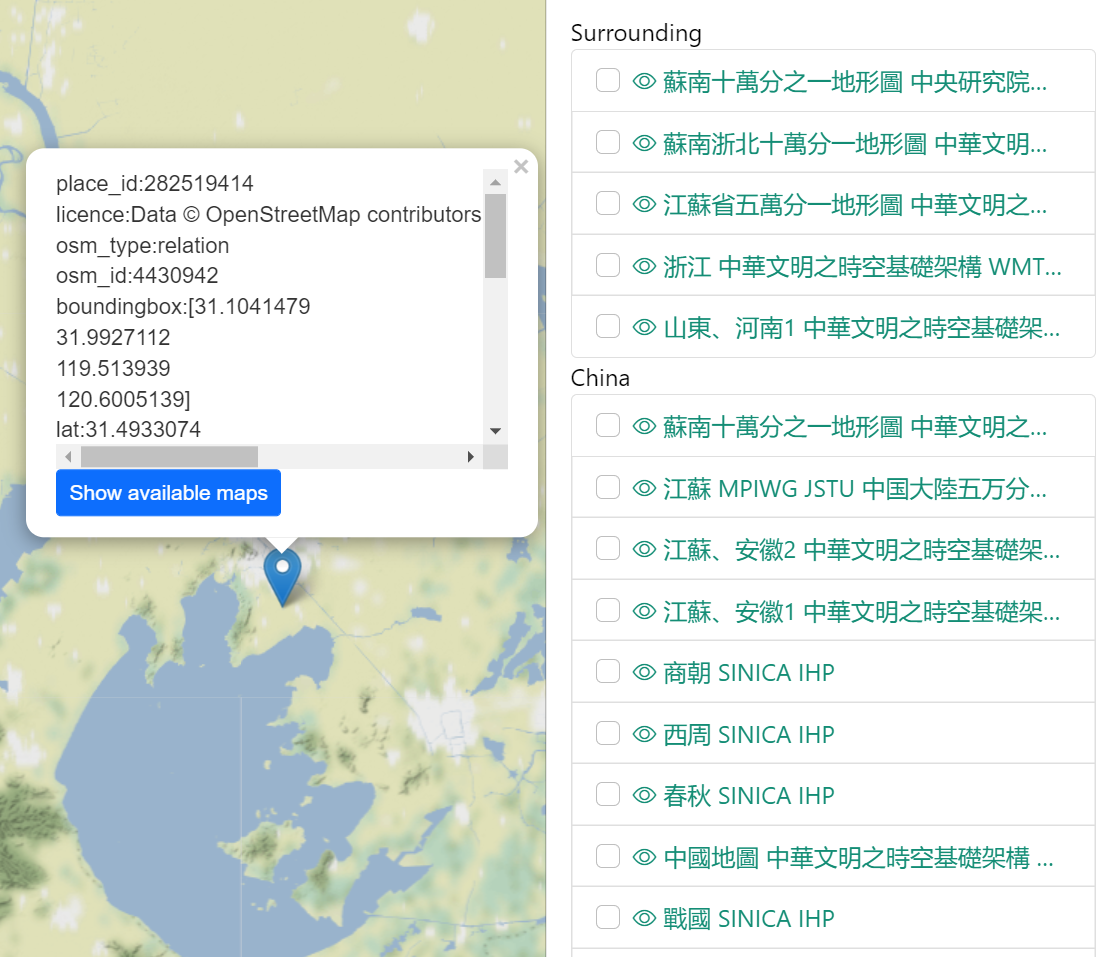 place_id:282519414
licence:Data © OpenStreetMap contributors
osm_type:relation
osm_id:4430942
boundingbox:[31.1041479
31.9927112
119.513939
120.6005139]
lat:31.4933074
Show available maps
Surrounding
蘇南十萬分之一地形圖 中央研究院...
蘇南浙北十萬分一地形圖 中華文明...
江蘇省五萬分一地形圖 中華文明之...
浙江 中華文明之時空基礎架構 WMT...
山東、河南1 中華文明之時空基礎架...
China
蘇南十萬分之一地形圖 中華文明之...
江蘇 MPIWG JSTU 中国大陸五万分...
江蘇、安徽2 中華文明之時空基礎架...
江蘇、安徽1 中華文明之時空基礎架...
商朝 SINICA IHP
西周 SINICA IHP
春秋 SINICA IHP
中國地圖 中華文明之時空基礎架構 ...
戰國 SINICA IHP